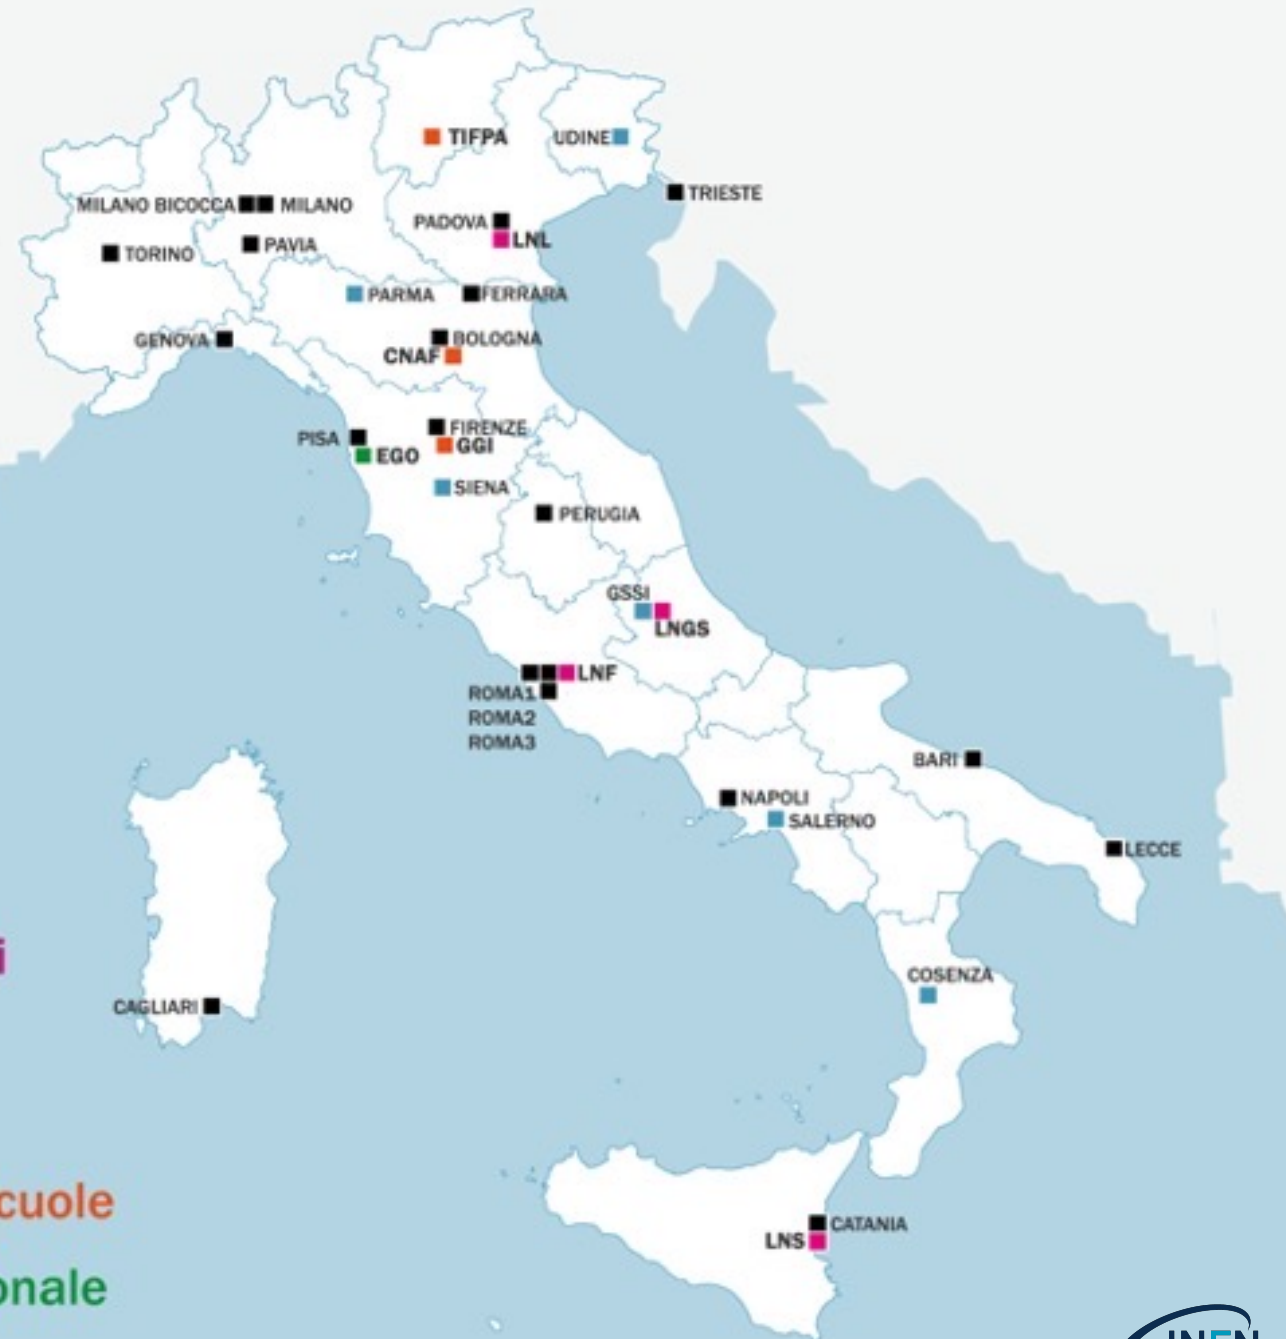 TIFPA
UDINE
TRIESTE
MILANO BICOCCA
MILANO
PADOVA
LNL
TORINO
PAVIA
PARMA
FERRARA
GENOVA
BOLOGNA
CNAF
FIRENZE
PISA
GGI
EGO
SIENA
PERUGIA
GSSI
LNGS
LNF
ROMA1
ROMA2
ROMA3
BARI
NAPOLI
SALERNO
LECCE
i
COSENZA
CAGLIARI
cuole
CATANIA
LNS
onale
INFN